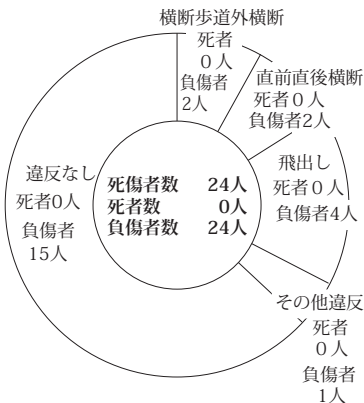 横断歩道外横断
死者
0人
負傷者
2人
直前直後横断
死者0人
負傷者2人
飛出し
死者0人
負傷者4人
その他違反
死者
0人
負傷者
1人
違反なし
死者0人
負傷者
15人
死傷者数 24人
死者数 0人
負傷者数 24人